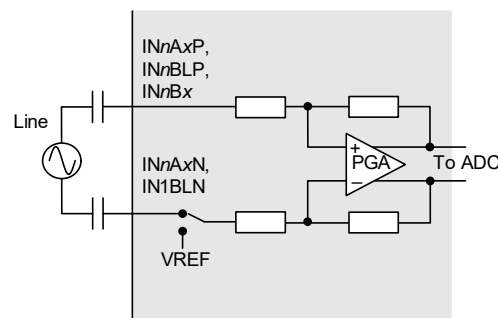 INnAxP,
INnBLP,
INnBx
Line
+
PGA
−
To ADC
INnAxN,
IN1BLN
VREF